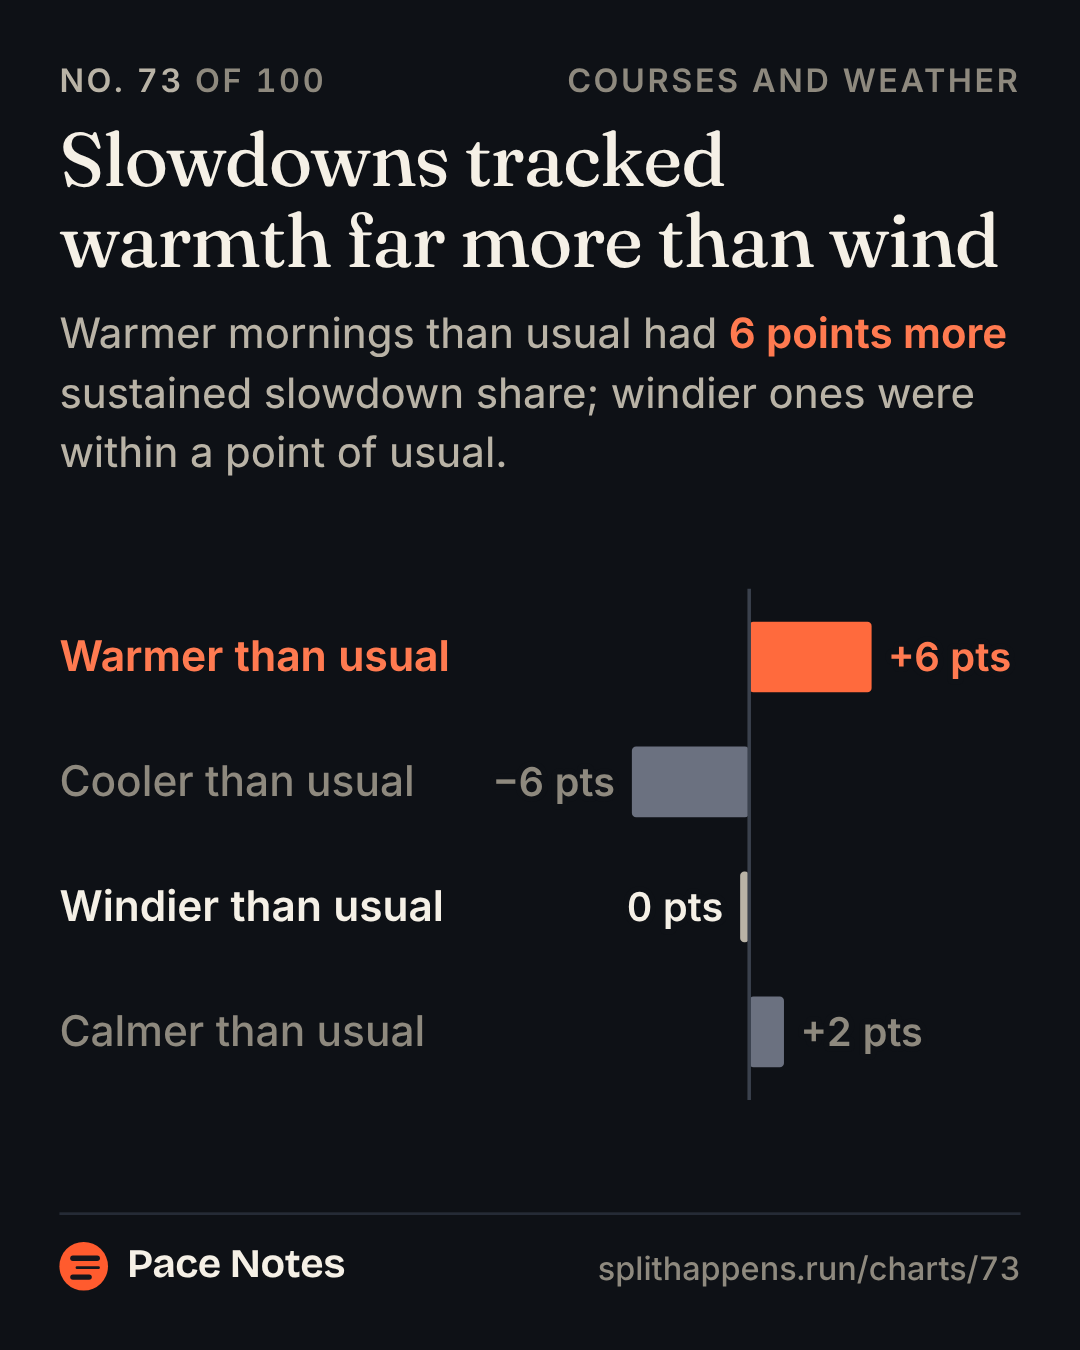 NO. 73 OF 100
COURSES AND WEATHER
Slowdowns tracked
warmth far more than wind
Warmer mornings than usual had 6 points more
sustained slowdown share; windier ones were
within a point of usual.
Warmer than usual
+6 pts
Cooler than usual
−6 pts
Windier than usual
0 pts
Calmer than usual
+2 pts
Pace Notes
splithappens.run/charts/73